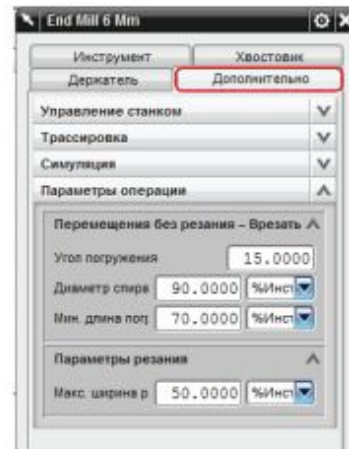 End Mill 6 Mm
Инструмент Хвостовик
Держатель Дополнительно
Управление станком
Трассировка
Симуляция
Параметры операции
Перемещения без резания – Врезать
Угол погружения 15.0000
Диаметр спира 90.0000 %Инст
Мин. длина пог 70.0000 %Инст
Параметры резания
Макс. ширина р 50.0000 %Инст